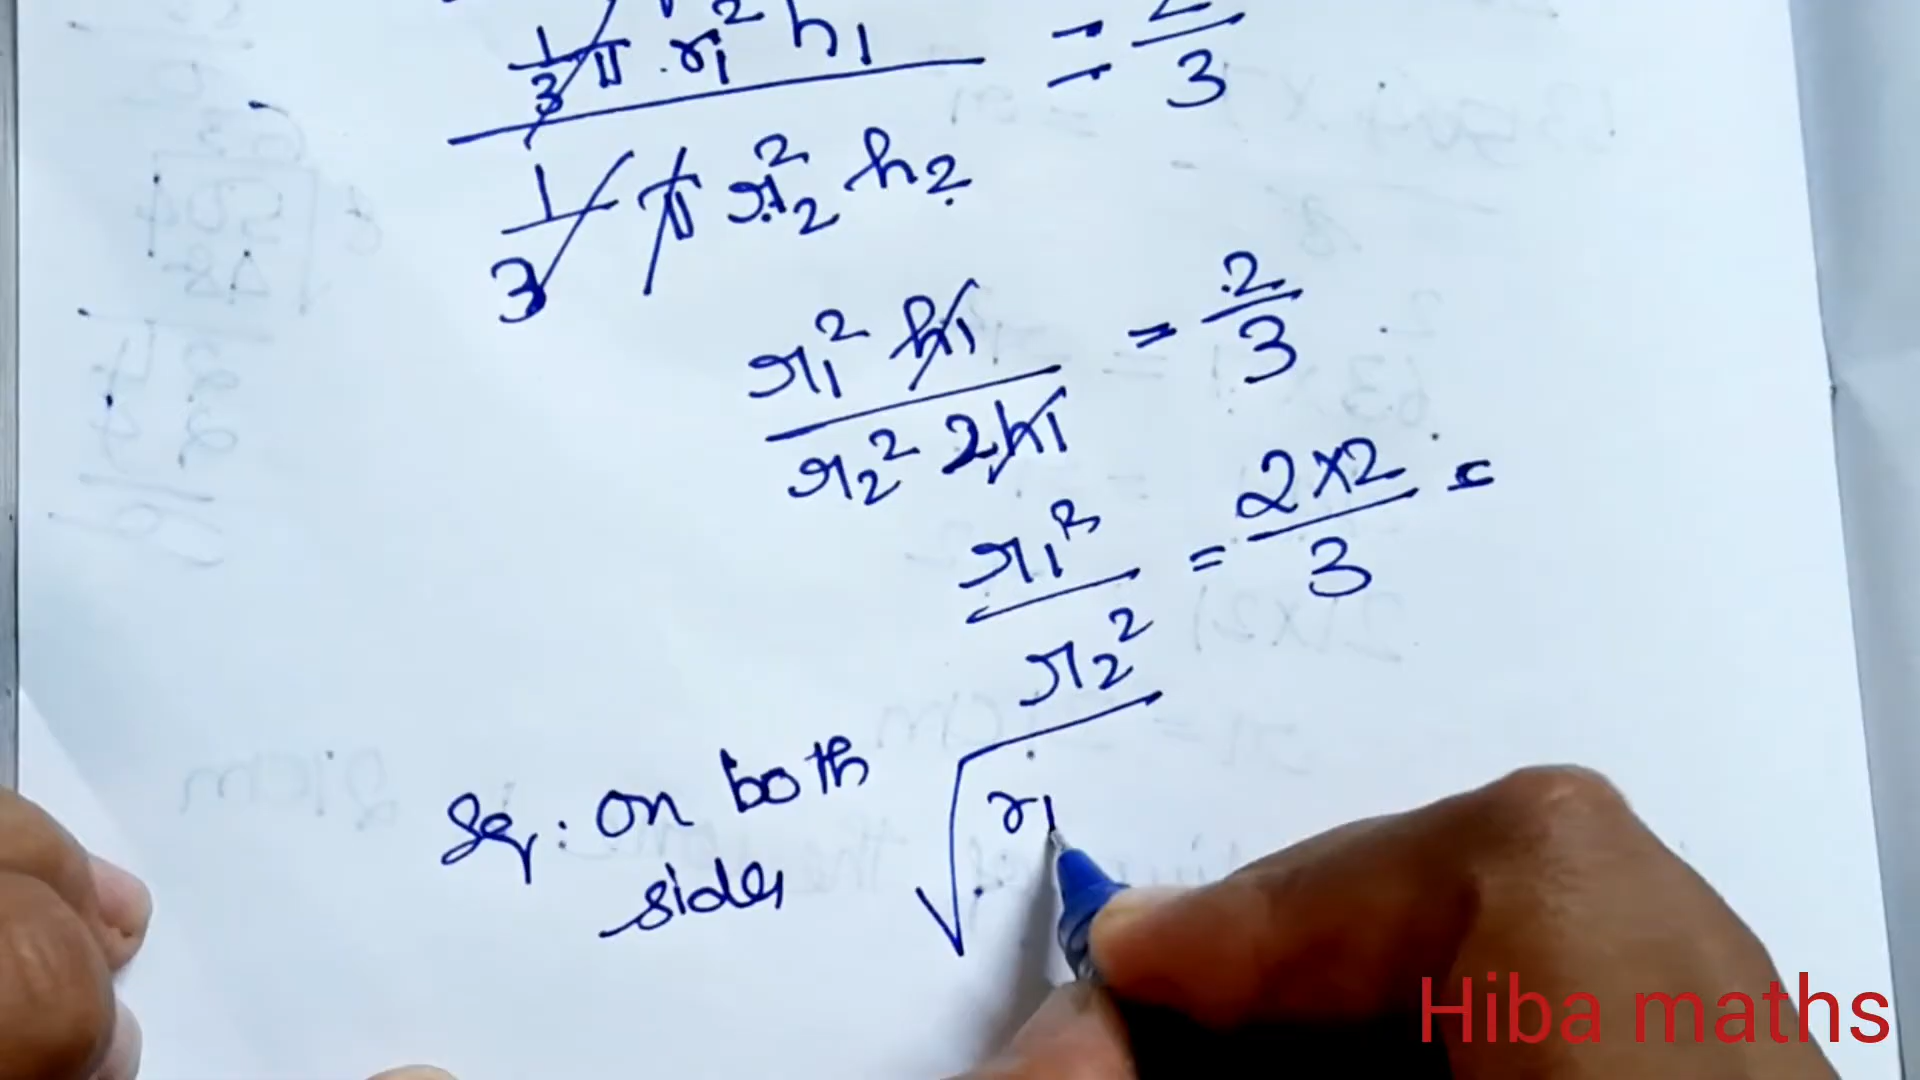 1/3 π r₁² h₁ / 1/3 π r₂² h₂ = 2/3
r₁² h₁ / r₂² 2h₁ = 2/3
r₁² / r₂² = 2×2 / 3 =
Sq: on both √r₁
sides
Hiba maths